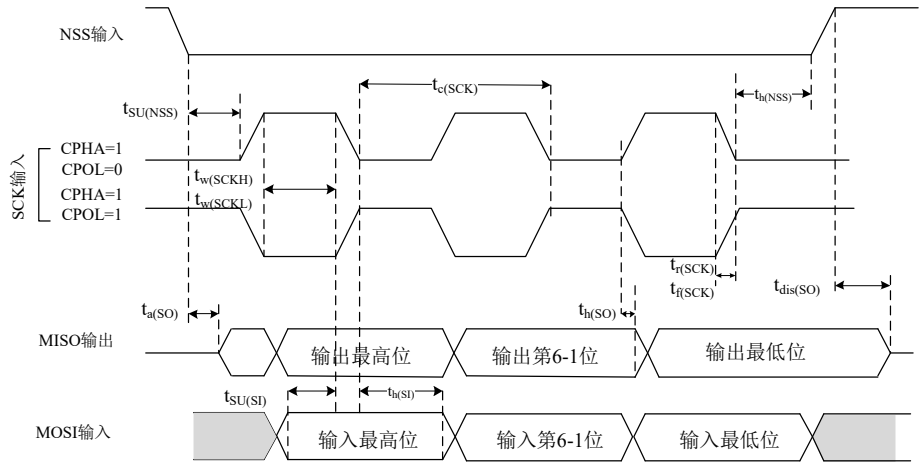 NSS输入
tc(SCK)
th(NSS)
tSU(NSS)
SCK输入
CPHA=1
CPOL=0
CPHA=1
CPOL=1
tw(SCKH)
tw(SCKL)
tr(SCK)
tf(SCK)
ta(SO)
th(SO)
tdis(SO)
MISO输出
输出最高位
输出第6-1位
输出最低位
tSU(SI)
th(SI)
MOSI输入
输入最高位
输入第6-1位
输入最低位